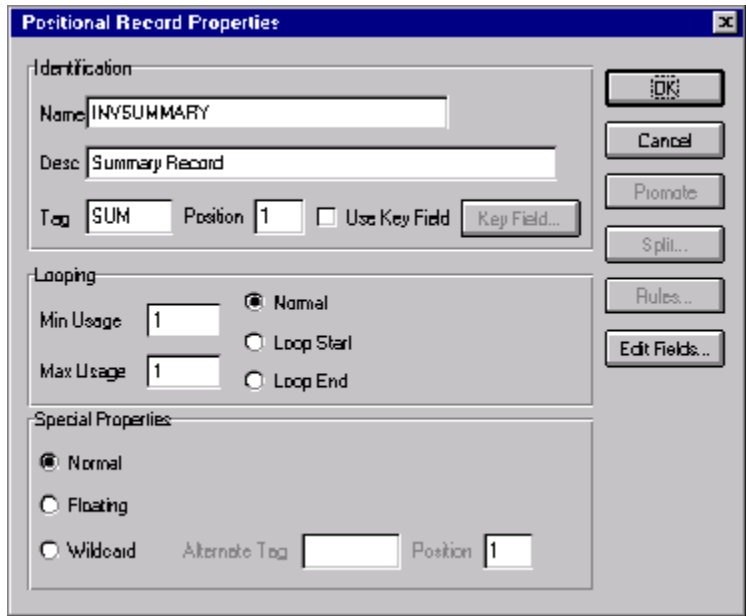 Positional Record Properties
Identification
Name INVSUMMARY
Desc Summary Record
Tag SUM Position 1 Use Key Field Key Field...
OK
Cancel
Promote
Split...
Rules...
Edit Fields...
Looping
Min Usage 1
Max Usage 1
Normal
Loop Start
Loop End
Special Properties
Normal
Floating
Wildcard Alternate Tag Position 1